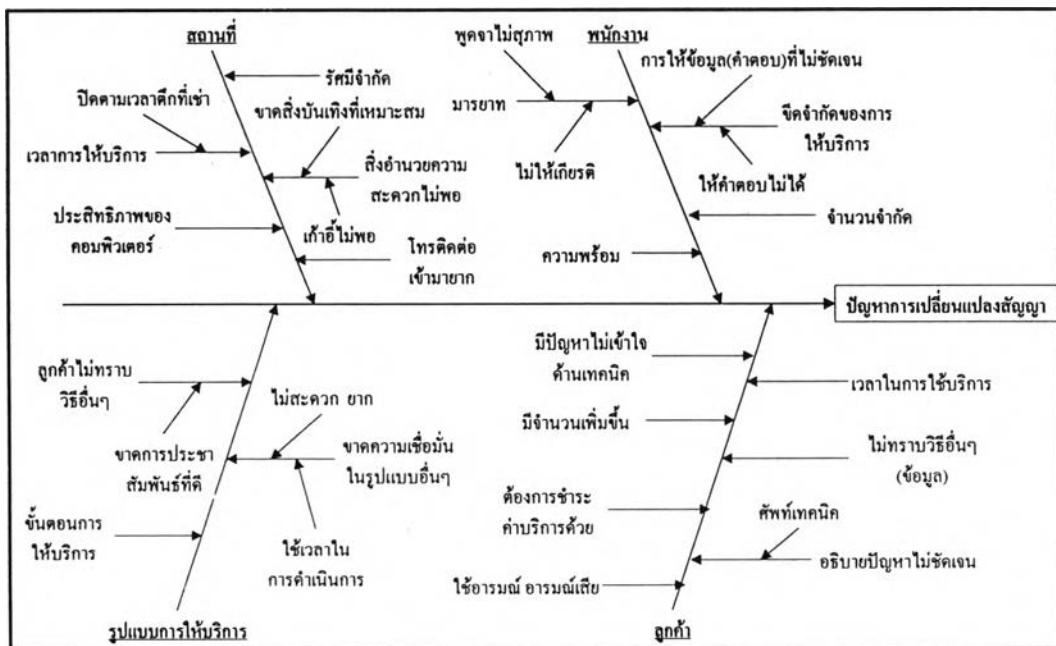 สถานที่
รัศมีจำกัด
ปิดตามเวลาตึกที่เช่า
ขาดสิ่งบันเทิงที่เหมาะสม
เวลาการให้บริการ
สิ่งอำนวยความ
สะดวกไม่พอ
ประสิทธิภาพของ
คอมพิวเตอร์
เก้าอี้ไม่พอ
โทรติดต่อ
เข้ามายาก
พูดจาไม่สุภาพ
พนักงาน
การให้ข้อมูล(คำตอบ)ที่ไม่ชัดเจน
มารยาท
ขีดจำกัดของการ
ให้บริการ
ไม่ให้เกียรติ
ให้คำตอบไม่ได้
จำนวนจำกัด
ความพร้อม
ปัญหาการเปลี่ยนแปลงสัญญา
ลูกค้าไม่ทราบ
วิธีอื่นๆ
ไม่สะดวก ยาก
ขาดการประชา
สัมพันธ์ที่ดี
ขาดความเชื่อมั่น
ในรูปแบบอื่นๆ
ขั้นตอนการ
ให้บริการ
ใช้เวลาใน
การดำเนินการ
รูปแบบการให้บริการ
มีปัญหาไม่เข้าใจ
ด้านเทคนิค
เวลาในการใช้บริการ
มีจำนวนเพิ่มขึ้น
ไม่ทราบวิธีอื่นๆ
(ข้อมูล)
ต้องการชำระ
ค่าบริการด้วย
ศัพท์เทคนิค
อธิบายปัญหาไม่ชัดเจน
ใช้อารมณ์ อารมณ์เสีย
ลูกค้า